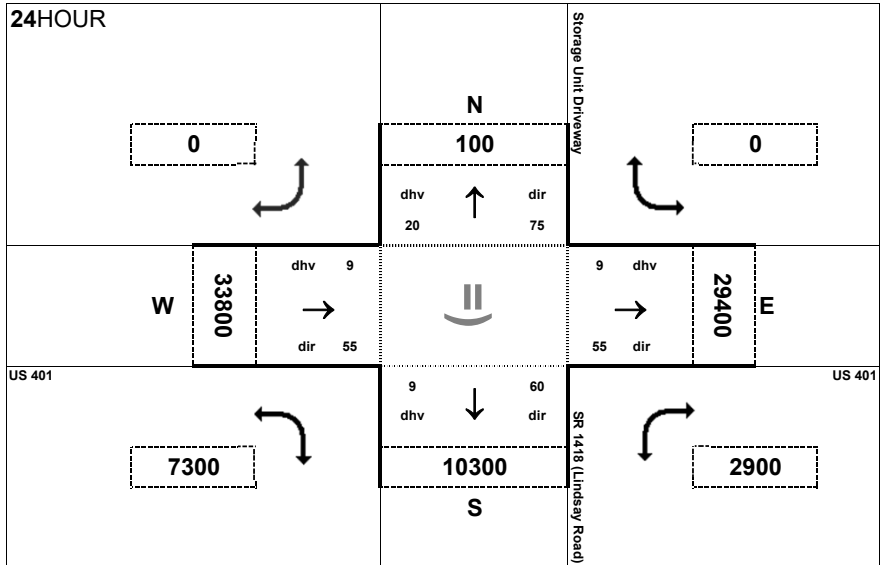 24HOUR
Storage Unit Driveway
N
0
100
0
dhv
dir
20
75
dhv 9
9 dhv
W
33800
29400
E
dir 55
55 dir
US 401
US 401
9
60
dhv
dir
SR 1418 (Lindsay Road)
7300
10300
2900
S